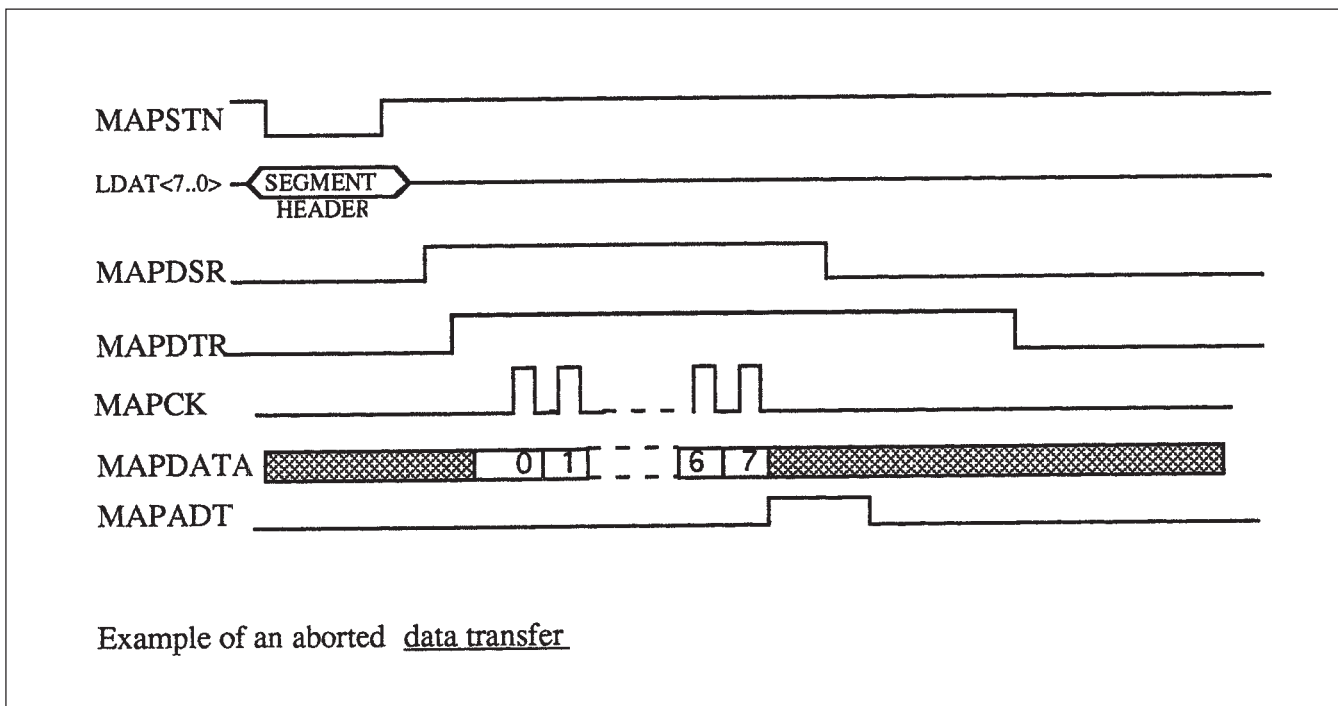 MAPSTN
LDAT<7..0>
SEGMENT
HEADER
MAPDSR
MAPDTR
MAPCK
MAPDATA 0 1 6 7
MAPADT
Example of an aborted data transfer